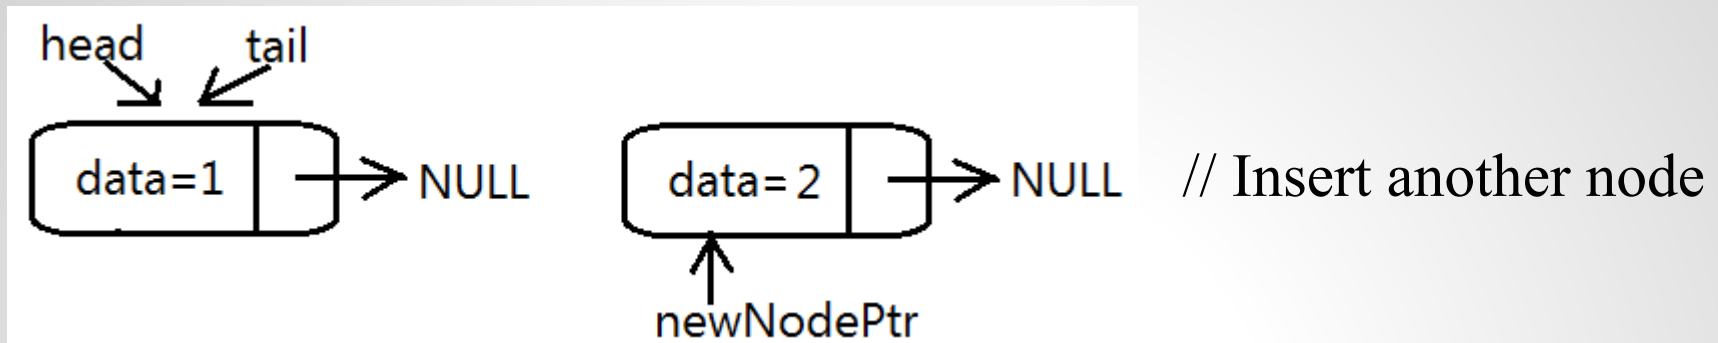 head tail
data=1 NULL data=2 NULL // Insert another node
newNodePtr